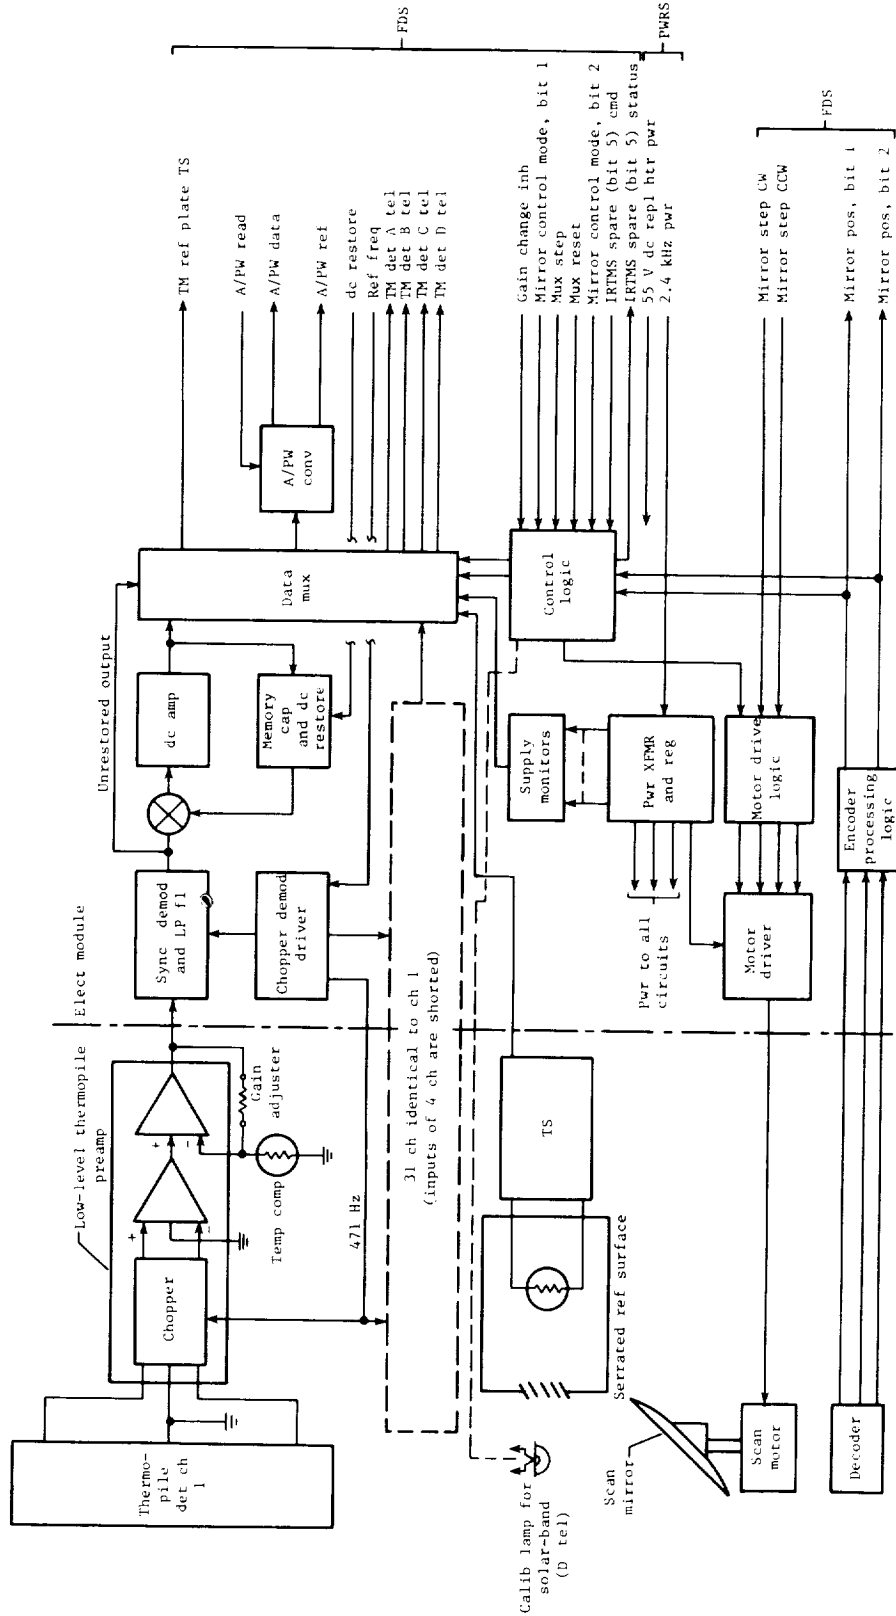 Thermo-
pile
det ch
1
Low-level thermopile
preamp
Chopper
+
-
+
-
Gain
adjuster
Temp comp
471 Hz
Elect module
Sync demod
and LP fl
Chopper demod
driver
Unrestored output
dc amp
Memory
cap
and dc
restore
Data
mux
A/PW
conv
TM ref plate TS
A/PW read
A/PW data
A/PW ref
dc restore
Ref freq
TM det A tel
TM det B tel
TM det C tel
TM det D tel
FDS
31 ch identical to ch 1
(inputs of 4 ch are shorted)
Calib lamp for
solar-band
(D tel)
Serrated ref surface
TS
Supply
monitors
Control
logic
Gain change inh
Mirror control mode, bit 1
Mux step
Mux reset
Mirror control mode, bit 2
IRTMS spare (bit 5) cmd
IRTMS spare (bit 5) status
55 V dc repl htr pwr
2.4 kHz pwr
PWRS
Pwr XFMR
and reg
Pwr to all
circuits
Scan
mirror
Scan
motor
Motor
driver
Motor drive
logic
Mirror step CW
Mirror step CCW
FDS
Decoder
Encoder
processing
logic
Mirror pos, bit 1
Mirror pos, bit 2